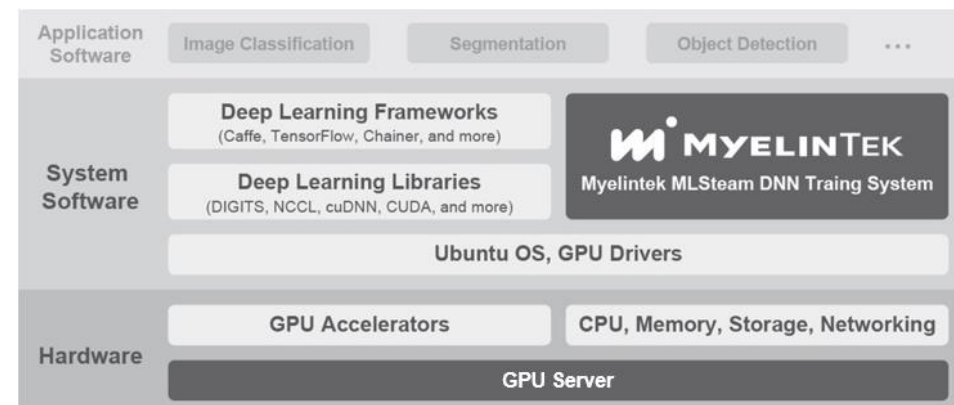 Application
Software
Image Classification
Segmentation
Object Detection
...
System
Software
Deep Learning Frameworks
(Caffe, TensorFlow, Chainer, and more)
Deep Learning Libraries
(DIGITS, NCCL, cuDNN, CUDA, and more)
MYELINTEK
Myelintek MLSteam DNN Traing System
Ubuntu OS, GPU Drivers
Hardware
GPU Accelerators
CPU, Memory, Storage, Networking
GPU Server